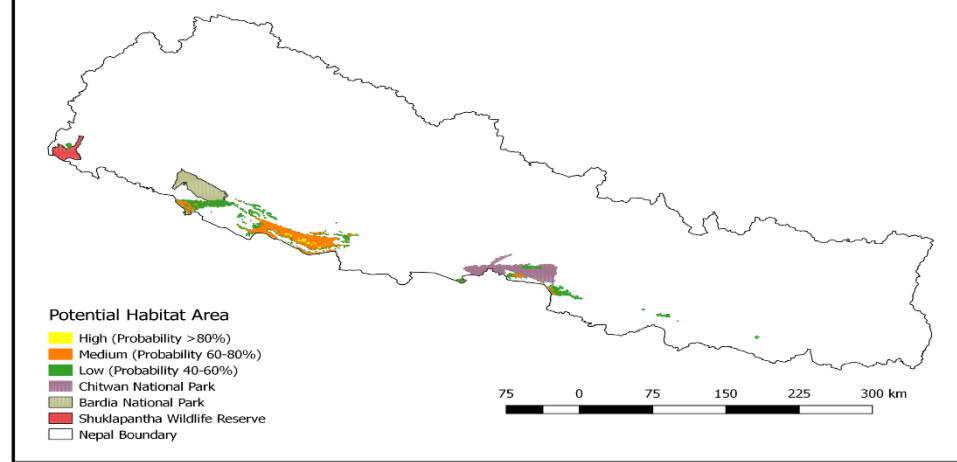 Potential Habitat Area
High (Probability >80%)
Medium (Probability 60-80%)
Low (Probability 40-60%)
Chitwan National Park
Bardia National Park
Shuklapantha Wildlife Reserve
Nepal Boundary
75 0 75 150 225 300 km